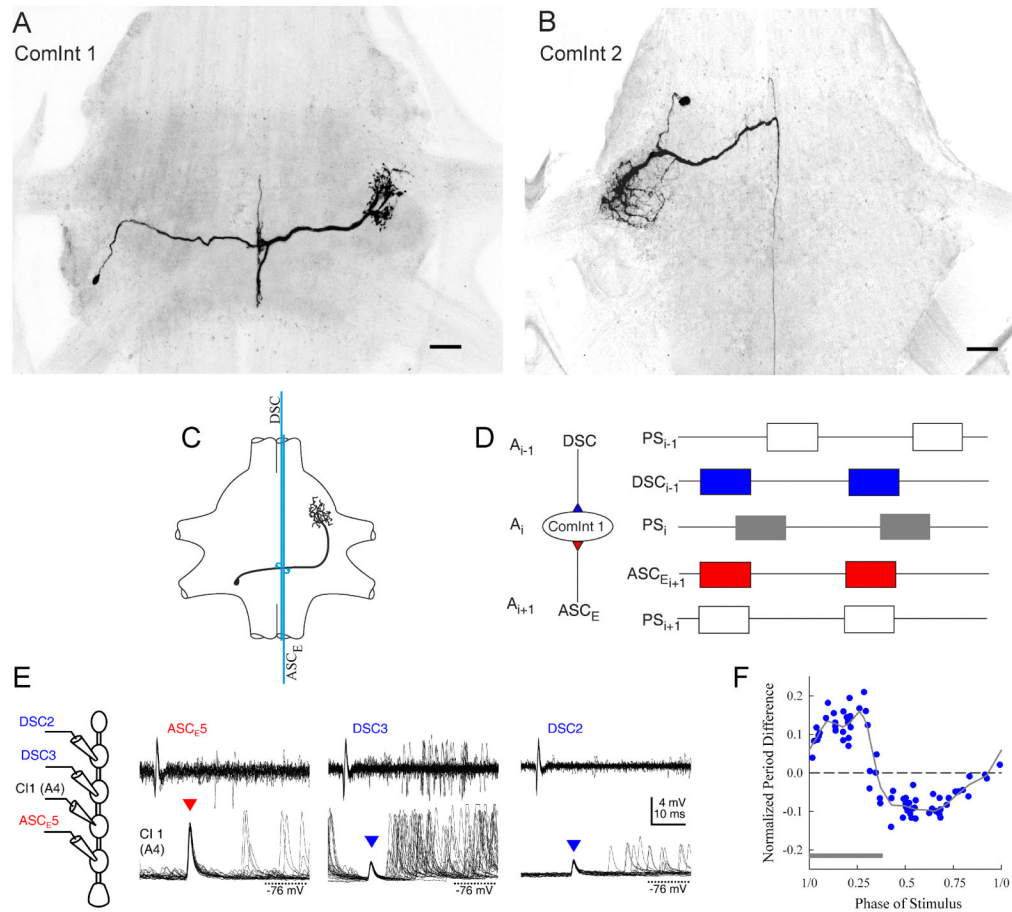 A
ComInt 1
B
ComInt 2
C
DSC
ASCE
D
Ai-1
DSC
Ai
ComInt 1
Ai+1
ASCE
PSi-1
DSCi-1
PSi
ASCEi+1
PSi+1
E
DSC2
DSC3
CI1 (A4)
ASCE5
ASCE5
DSC3
DSC2
4 mV
10 ms
CI 1
(A4)
-76 mV
-76 mV
-76 mV
F
Normalized Period Difference
0.2
0.1
0.0
-0.1
-0.2
1/0 0.25 0.5 0.75 1/0
Phase of Stimulus